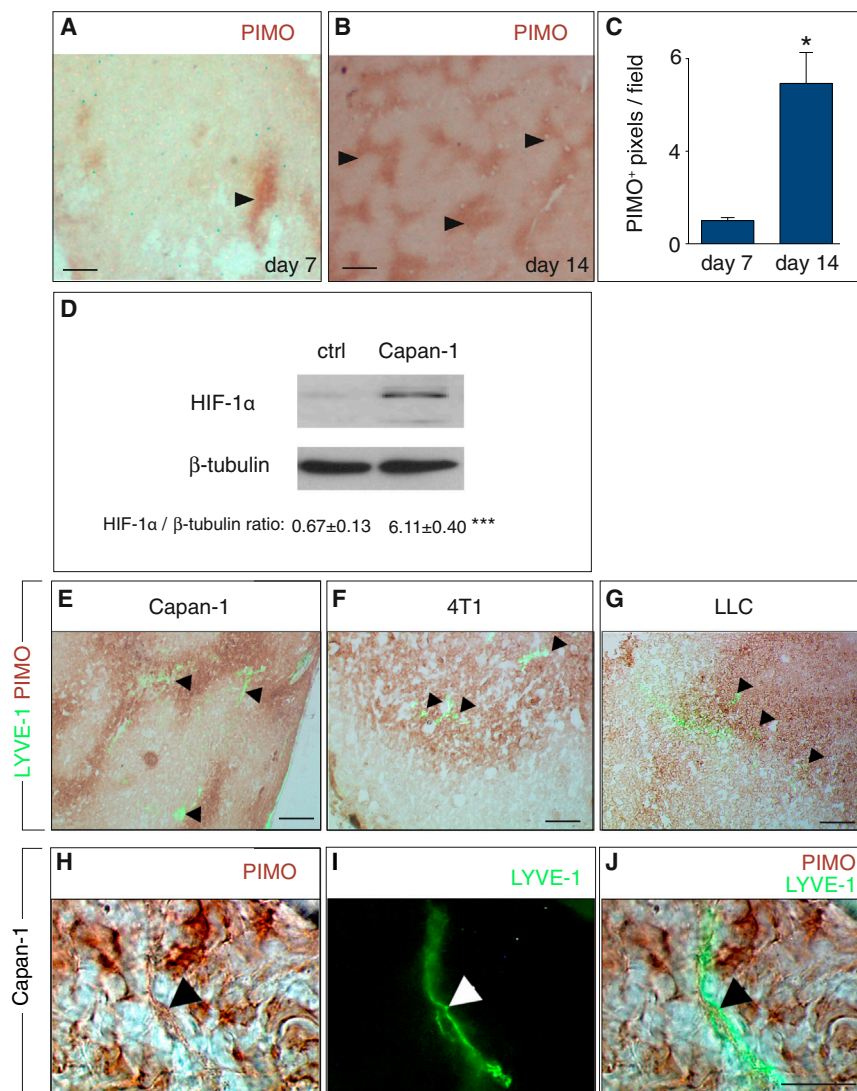 A PIMO
day 7
B PIMO
day 14
C
PIMO⁺ pixels / field
6
4
0
*
day 7 day 14
D
ctrl Capan-1
HIF-1α
β-tubulin
HIF-1α / β-tubulin ratio: 0.67±0.13 6.11±0.40 ***
LYVE-1 PIMO
E Capan-1
F 4T1
G LLC
Capan-1
H PIMO
I LYVE-1
J PIMO
LYVE-1